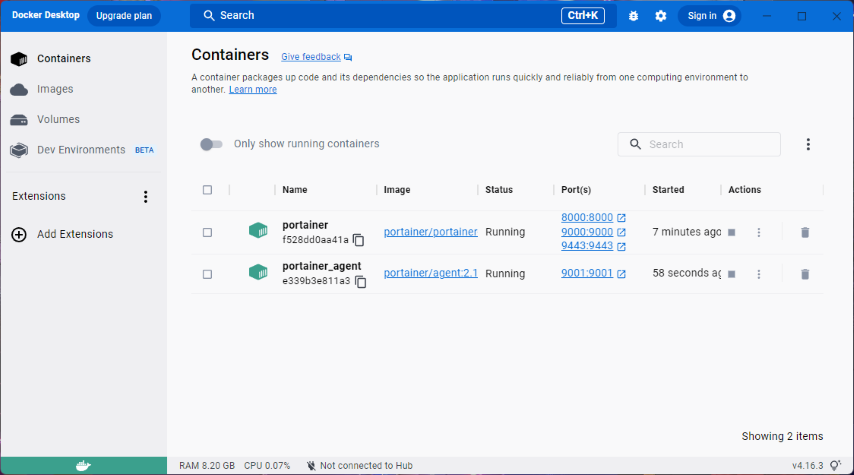 Docker Desktop Upgrade plan Search Ctrl+K Sign in
Containers
Images
Volumes
Dev Environments BETA
Extensions
Add Extensions
Containers Give feedback
A container packages up code and its dependencies so the application runs quickly and reliably from one computing environment to
another. Learn more
Only show running containers Search
Name Image Status Port(s) Started Actions
portainer
f528dd0aa41a
portainer/portainer Running
8000:8000
9000:9000
9443:9443
7 minutes ago
portainer_agent
e339b3e811a3
portainer/agent:2.1 Running 9001:9001 58 seconds ag
Showing 2 items
RAM 8.20 GB CPU 0.07% Not connected to Hub v4.16.3